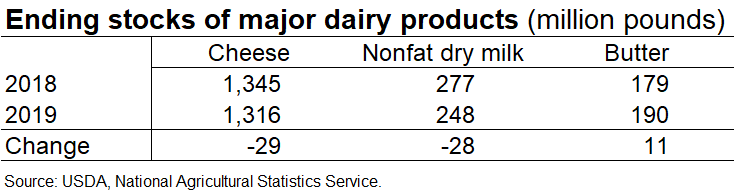 Ending stocks of major dairy products (million pounds)
Cheese Nonfat dry milk Butter
2018 1,345 277 179
2019 1,316 248 190
Change -29 -28 11
Source: USDA, National Agricultural Statistics Service.